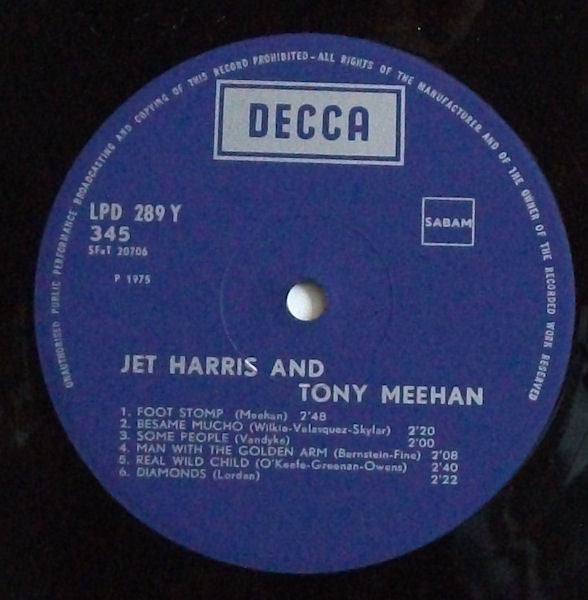 UNAUTHORISED PUBLIC PERFORMANCE BROADCASTING AND COPYING OF THIS RECORD PROHIBITED-ALL RIGHTS OF THE MANUFACTURER AND OF THE OWNER OF THE RECORDED WORK RESERVED
DECCA
LPD 289 Y
345
SFaT 20706
SABAM
P 1975
JET HARRIS AND
TONY MEEHAN
1. FOOT STOMP (Meehan) 2'48
2. BESAME MUCHO (Wilkie-Velasquez-Skylar) 2'20
3. SOME PEOPLE (Vandyke) 2'00
4. MAN WITH THE GOLDEN ARM (Bernstein-Fine) 2'08
5. REAL WILD CHILD (O'Keefe-Greenan-Owens) 2'40
6. DIAMONDS (Lordan) 2'22